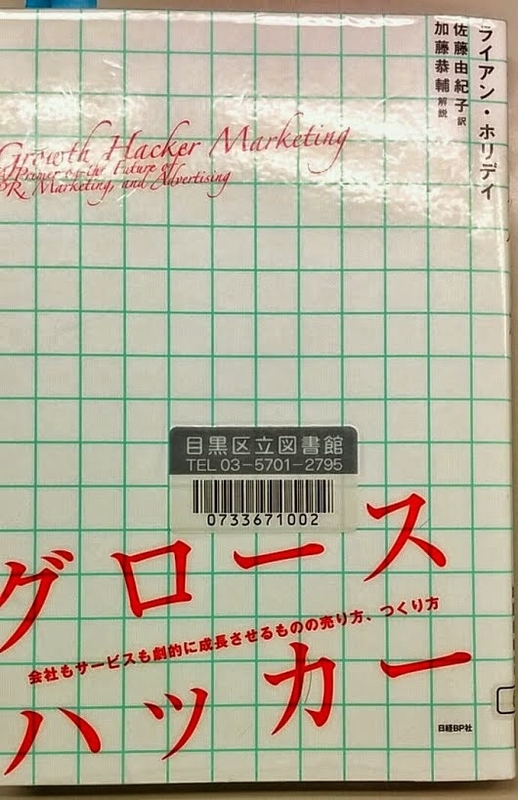 ライアン・ホリデイ
佐藤由紀子 訳
加藤恭輔 解説
Growth Hacker Marketing
A Primer on the Future of
PR, Marketing, and Advertising
目黒区立図書館
TEL 03-5701-2795
0733671002
グロース
会社もサービスも劇的に成長させるものの売り方、つくり方
ハッカー
日経BP社